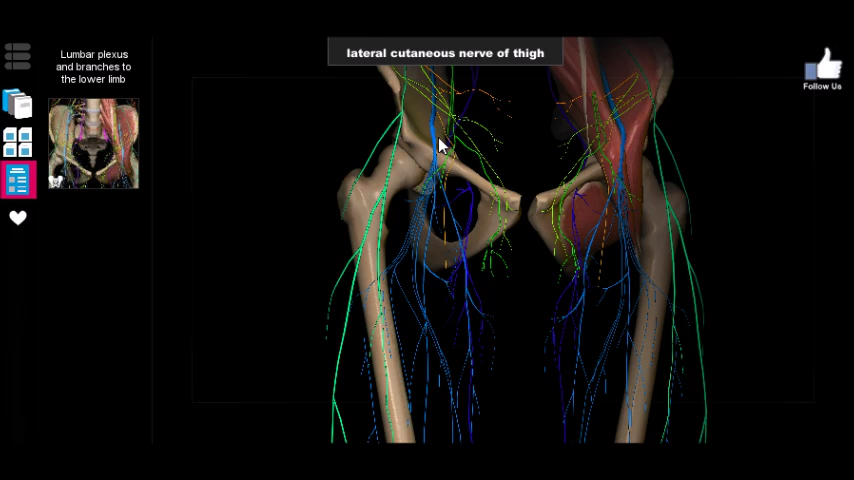 lateral cutaneous nerve of thigh
Lumbar plexus
and branches to
the lower limb
Follow Us